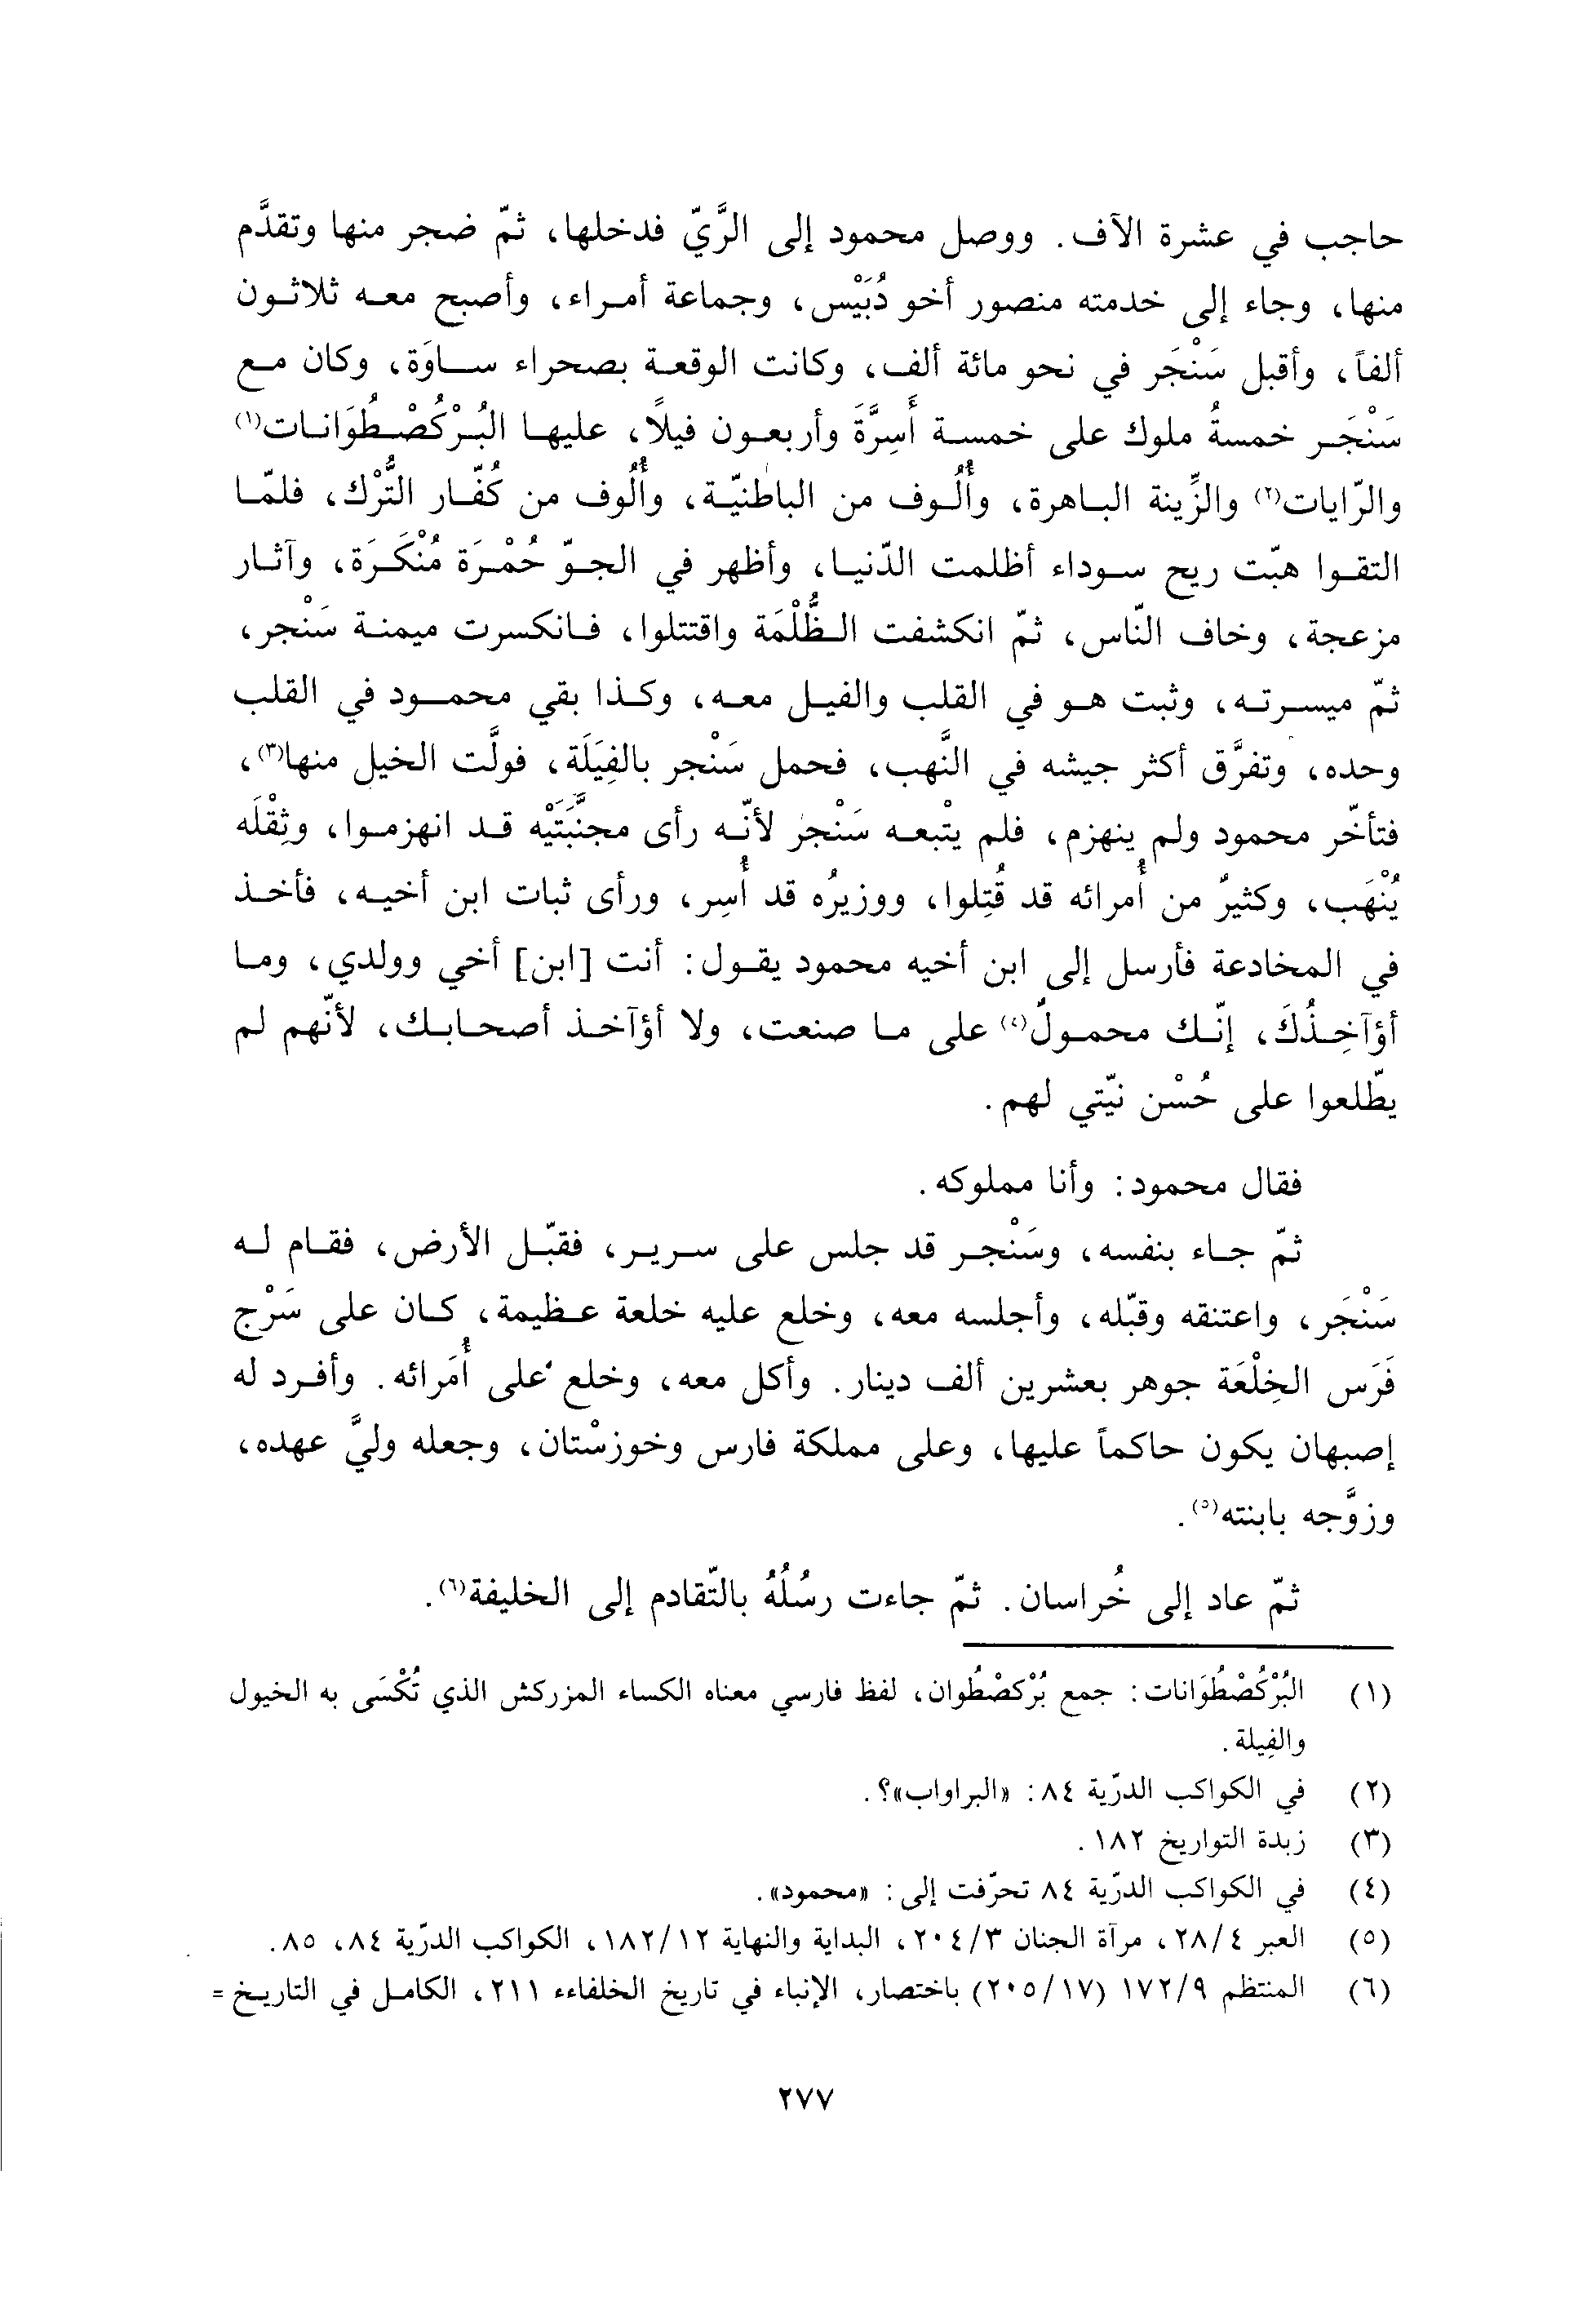 حاجب في عشرة الآف. ووصل محمود إلى الرَّيّ فدخلها، ثمّ ضجر منها وتقدَّم
منها، وجاء إلى خدمته منصور أخو دُبَيْس، وجماعة أمراء، وأصبح معه ثلاثون
ألفاً، وأقبل سَنْجَر في نحو مائة ألف، وكانت الوقعة بصحراء ساوَة، وكان مع
سَنْجَر خمسةُ ملوك على خمسة أَسِرَّةَ وأربعون فيلًا، عليها البُرْكُصْطُوَانات(١)
والرّايات(٢) والزِّينة الباهرة، وأُلُوف من الباطنيّة، وأُلُوف من كُفّار التُّرْك، فلمّا
التقوا هبّت ريح سوداء أظلمت الدّنيا، وأظهر في الجوّ حُمْرَة مُنْكَرَة، وآثار
مزعجة، وخاف النّاس، ثمّ انكشفت الظُّلْمَة واقتتلوا، فانكسرت ميمنة سَنْجر،
ثمّ ميسرته، وثبت هو في القلب والفيل معه، وكذا بقي محمود في القلب
وحده، وتفرَّق أكثر جيشه في النَّهب، فحمل سَنْجر بالفِيَلَة، فولَّت الخيل منها(٣)،
فتأخّر محمود ولم ينهزم، فلم يتْبعه سَنْجر لأنّه رأى مجنَّبَتَيْه قد انهزموا، وثِقْلَه
يُنْهَب، وكثيرٌ من أُمرائه قد قُتِلوا، ووزيرُه قد أُسِر، ورأى ثبات ابن أخيه، فأخذ
في المخادعة فأرسل إلى ابن أخيه محمود يقول: أنت [ابن] أخي وولدي، وما
أؤآخِذُكَ، إنّك محمولٌ(٤) على ما صنعت، ولا أؤآخذ أصحابك، لأنّهم لم
يطّلعوا على حُسْن نيّتي لهم.
فقال محمود: وأنا مملوكه.
ثمّ جاء بنفسه، وسَنْجر قد جلس على سرير، فقبّل الأرض، فقام له
سَنْجَر، واعتنقه وقبّله، وأجلسه معه، وخلع عليه خلعة عظيمة، كان على سَرْج
فَرَس الخِلْعَة جوهر بعشرين ألف دينار. وأكل معه، وخلع على أُمَرائه. وأفرد له
إصبهان يكون حاكماً عليها، وعلى مملكة فارس وخوزسْتان، وجعله وليَّ عهده،
وزوَّجه بابنته(٥).
ثمّ عاد إلى خُراسان. ثمّ جاءت رسُلُهُ بالتّقادم إلى الخليفة(٦).
(١) البُرْكُصْطُوَانات: جمع بُرْكصْطُوان، لفظ فارسي معناه الكساء المزركش الذي تُكْسَى به الخيول
والفِيلة.
(٢) في الكواكب الدرّية ٨٤: «البراواب»؟.
(٣) زبدة التواريخ ١٨٢.
(٤) في الكواكب الدرّية ٨٤ تحرّفت إلى: «محمود».
(٥) العبر ٢٨/٤، مرآة الجنان ٢٠٤/٣، البداية والنهاية ١٨٢/١٢، الكواكب الدرّية ٨٤، ٨٥.
(٦) المنتظم ١٧٢/٩ (٢٠٥/١٧) باختصار، الإنباء في تاريخ الخلفاءء ٢١١، الكامل في التاريخ =
٢٧٧